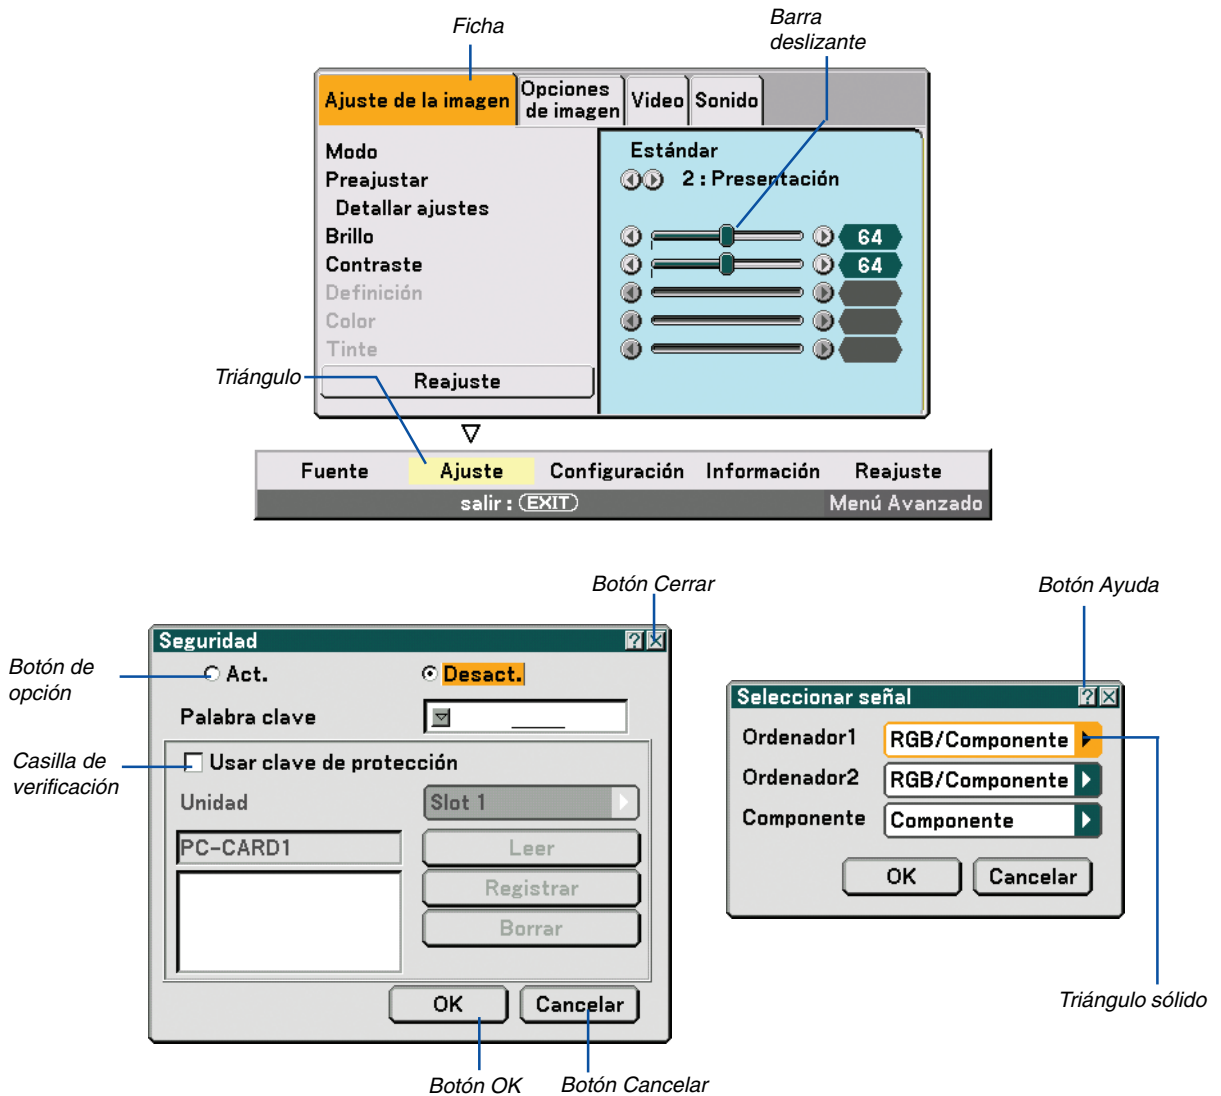 Ficha
Barra
deslizante
Ajuste de la imagen
Opciones
de imagen
Video
Sonido
Modo
Estándar
Preajustar
2 : Presentación
Detallar ajustes
Brillo
64
Contraste
64
Definición
Color
Tinte
Triángulo
Reajuste
Fuente
Ajuste
Configuración
Información
Reajuste
salir : EXIT
Menú Avanzado
Botón Cerrar
Botón Ayuda
Seguridad
?
Botón de
opción
Act.
Desact.
Palabra clave
Casilla de
verificación
Usar clave de protección
Unidad
Slot 1
PC-CARD1
Leer
Registrar
Borrar
OK
Cancelar
Seleccionar señal
?
Ordenador1
RGB/Componente
Ordenador2
RGB/Componente
Componente
Componente
OK
Cancelar
Triángulo sólido
Botón OK
Botón Cancelar